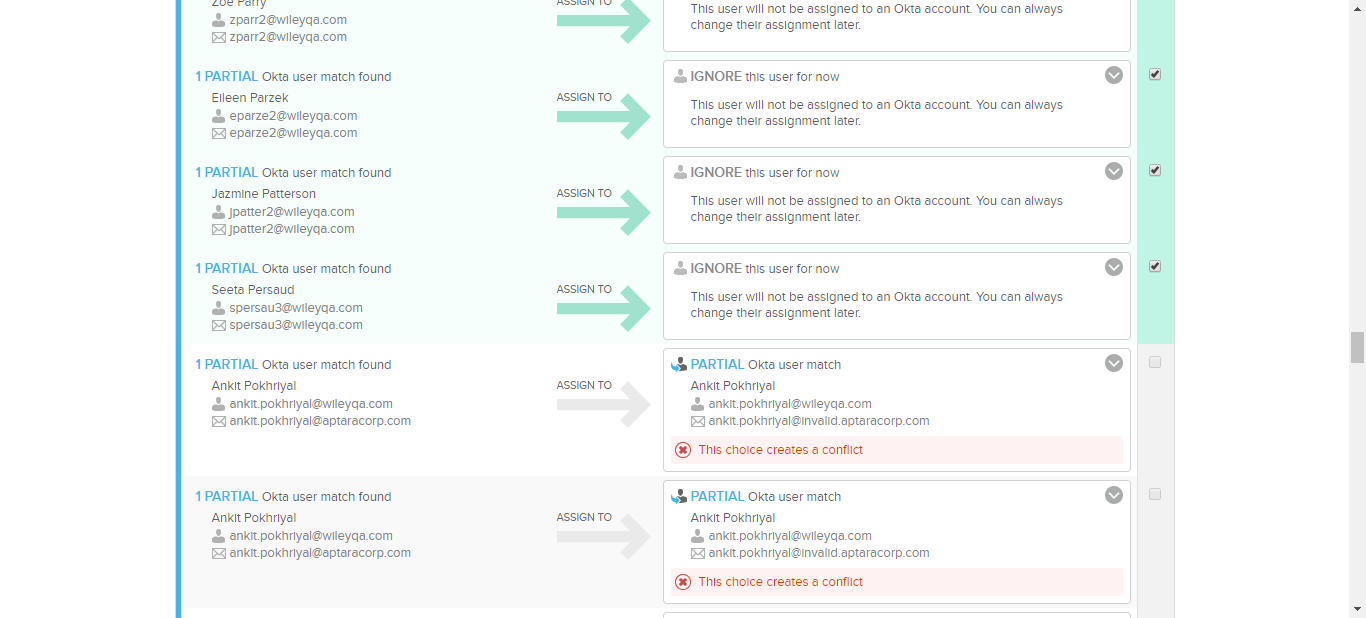 Zoe Parry
zparr2@wileyqa.com
zparr2@wileyqa.com
ASSIGN TO
This user will not be assigned to an Okta account. You can always
change their assignment later.
1 PARTIAL Okta user match found
Eileen Parzek
eparze2@wileyqa.com
eparze2@wileyqa.com
ASSIGN TO
IGNORE this user for now
This user will not be assigned to an Okta account. You can always
change their assignment later.
1 PARTIAL Okta user match found
Jazmine Patterson
jpatter2@wileyqa.com
jpatter2@wileyqa.com
ASSIGN TO
IGNORE this user for now
This user will not be assigned to an Okta account. You can always
change their assignment later.
1 PARTIAL Okta user match found
Seeta Persaud
spersau3@wileyqa.com
spersau3@wileyqa.com
ASSIGN TO
IGNORE this user for now
This user will not be assigned to an Okta account. You can always
change their assignment later.
1 PARTIAL Okta user match found
Ankit Pokhriyal
ankit.pokhriyal@wileyqa.com
ankit.pokhriyal@aptaracorp.com
ASSIGN TO
PARTIAL Okta user match
Ankit Pokhriyal
ankit.pokhriyal@wileyqa.com
ankit.pokhriyal@invalid.aptaracorp.com
This choice creates a conflict
1 PARTIAL Okta user match found
Ankit Pokhriyal
ankit.pokhriyal@wileyqa.com
ankit.pokhriyal@aptaracorp.com
ASSIGN TO
PARTIAL Okta user match
Ankit Pokhriyal
ankit.pokhriyal@wileyqa.com
ankit.pokhriyal@invalid.aptaracorp.com
This choice creates a conflict